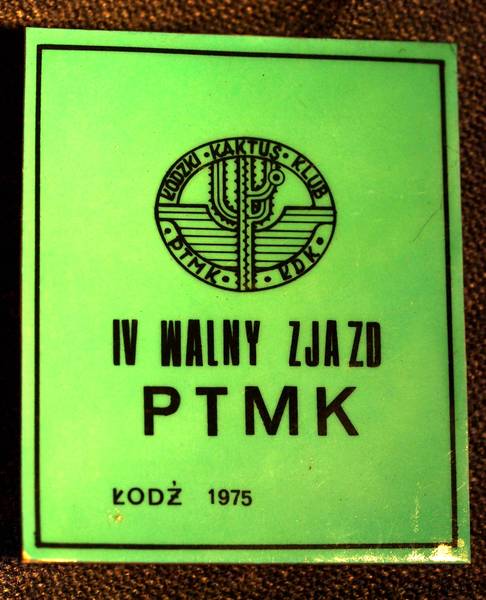 ŁÓDZKI · KAKTUS · KLUB
· PTMK · ŁDK ·
IV WALNY ZJAZD
PTMK
ŁODŻ 1975